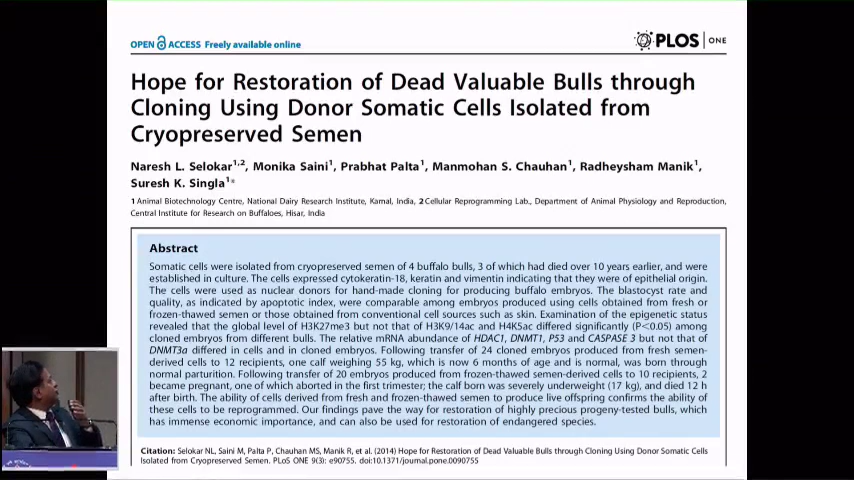 OPEN ACCESS Freely available online
PLOS ONE
Hope for Restoration of Dead Valuable Bulls through
Cloning Using Donor Somatic Cells Isolated from
Cryopreserved Semen
Naresh L. Selokar1,2, Monika Saini1, Prabhat Palta1, Manmohan S. Chauhan1, Radheysham Manik1,
Suresh K. Singla1*
1 Animal Biotechnology Centre, National Dairy Research Institute, Karnal, India, 2 Cellular Reprogramming Lab., Department of Animal Physiology and Reproduction,
Central Institute for Research on Buffaloes, Hisar, India
Abstract
Somatic cells were isolated from cryopreserved semen of 4 buffalo bulls, 3 of which had died over 10 years earlier, and were
established in culture. The cells expressed cytokeratin-18, keratin and vimentin indicating that they were of epithelial origin.
The cells were used as nuclear donors for hand-made cloning for producing buffalo embryos. The blastocyst rate and
quality, as indicated by apoptotic index, were comparable among embryos produced using cells obtained from fresh or
frozen-thawed semen or those obtained from conventional cell sources such as skin. Examination of the epigenetic status
revealed that the global level of H3K27me3 but not that of H3K9/14ac and H4K5ac differed significantly (P<0.05) among
cloned embryos from different bulls. The relative mRNA abundance of HDAC1, DNMT1, P53 and CASPASE 3 but not that of
DNMT3a differed in cells and in cloned embryos. Following transfer of 24 cloned embryos produced from fresh semen-
derived cells to 12 recipients, one calf weighing 55 kg, which is now 6 months of age and is normal, was born through
normal parturition. Following transfer of 20 embryos produced from frozen-thawed semen-derived cells to 10 recipients, 2
became pregnant, one of which aborted in the first trimester; the calf born was severely underweight (17 kg), and died 12 h
after birth. The ability of cells derived from fresh and frozen-thawed semen to produce live offspring confirms the ability of
these cells to be reprogrammed. Our findings pave the way for restoration of highly precious progeny-tested bulls, which
has immense economic importance, and can also be used for restoration of endangered species.
Citation: Selokar NL, Saini M, Palta P, Chauhan MS, Manik R, et al. (2014) Hope for Restoration of Dead Valuable Bulls through Cloning Using Donor Somatic Cells
Isolated from Cryopreserved Semen. PLoS ONE 9(3): e90755. doi:10.1371/journal.pone.0090755